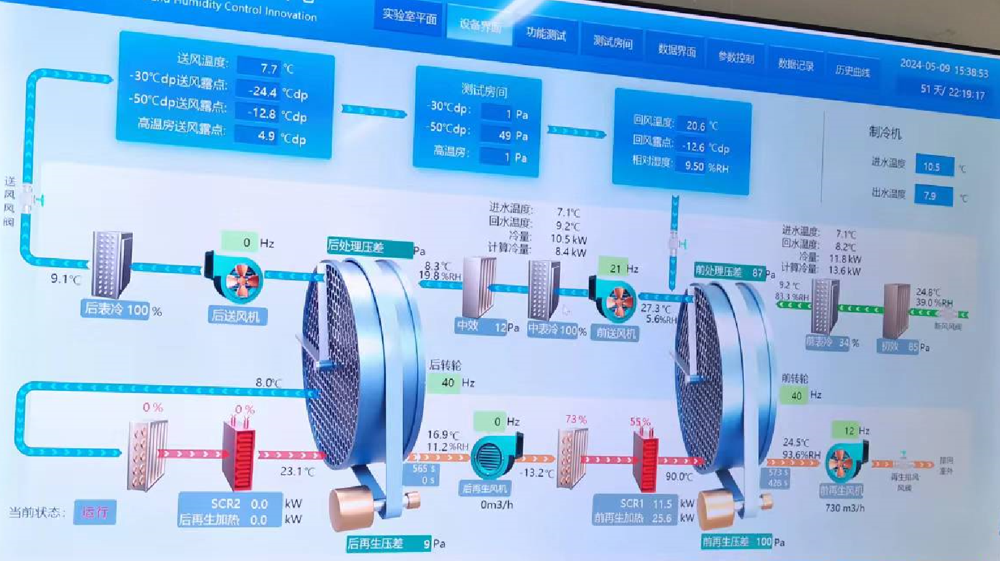 Humidity Control Innovation
实验室平面 设备界面 功能测试 测试房间 数据界面 参数控制 数据记录 历史曲线
2024-05-09 15:38:53
51 天/ 22:19:17
送风温度: 7.7 ℃
-30℃dp送风露点: -24.4 ℃dp
-50℃dp送风露点: -12.8 ℃dp
高温房送风露点: 4.9 ℃dp
测试房间
-30℃dp: 1 Pa
-50℃dp: 49 Pa
高温房: 1 Pa
回风温度: 20.6 ℃
回风露点: -12.6 ℃dp
相对湿度: 9.50 %RH
制冷机
进水温度 10.5 ℃
出水温度 7.9 ℃
送风风阀
9.1℃
后表冷 100 %
0 Hz
后送风机
后处理压差 Pa
8.3℃
19.8 %RH
进水温度: 7.1℃
回水温度: 9.2℃
冷量: 10.5 kW
计算冷量: 8.4 kW
中效 12 Pa
中表冷 100 %
21 Hz
前送风机
27.3℃
5.6%RH
前处理压差 87 Pa
进水温度: 7.1℃
回水温度: 8.2℃
冷量: 11.8 kW
计算冷量: 13.6 kW
9.2℃
83.3 %RH
前表冷 34 %
初效 85 Pa
24.8℃
39.0 %RH
新风风阀
8.0℃
后转轮
40 Hz
前转轮
40 Hz
0 %
0 %
23.1 ℃
SCR2 0.0 kW
后再生加热 0.0 kW
当前状态: 运行
16.9℃
11.2%RH
565 s
0 s
0 Hz
后再生风机
0m3/h
-13.2℃
73%
55%
90.0℃
SCR1 11.5 kW
前再生加热 25.6 kW
24.5℃
93.6%RH
573 s
428 s
12 Hz
前再生风机
730 m3/h
再生排风
风阀
排向
室外
后再生压差 9 Pa
前再生压差 100 Pa